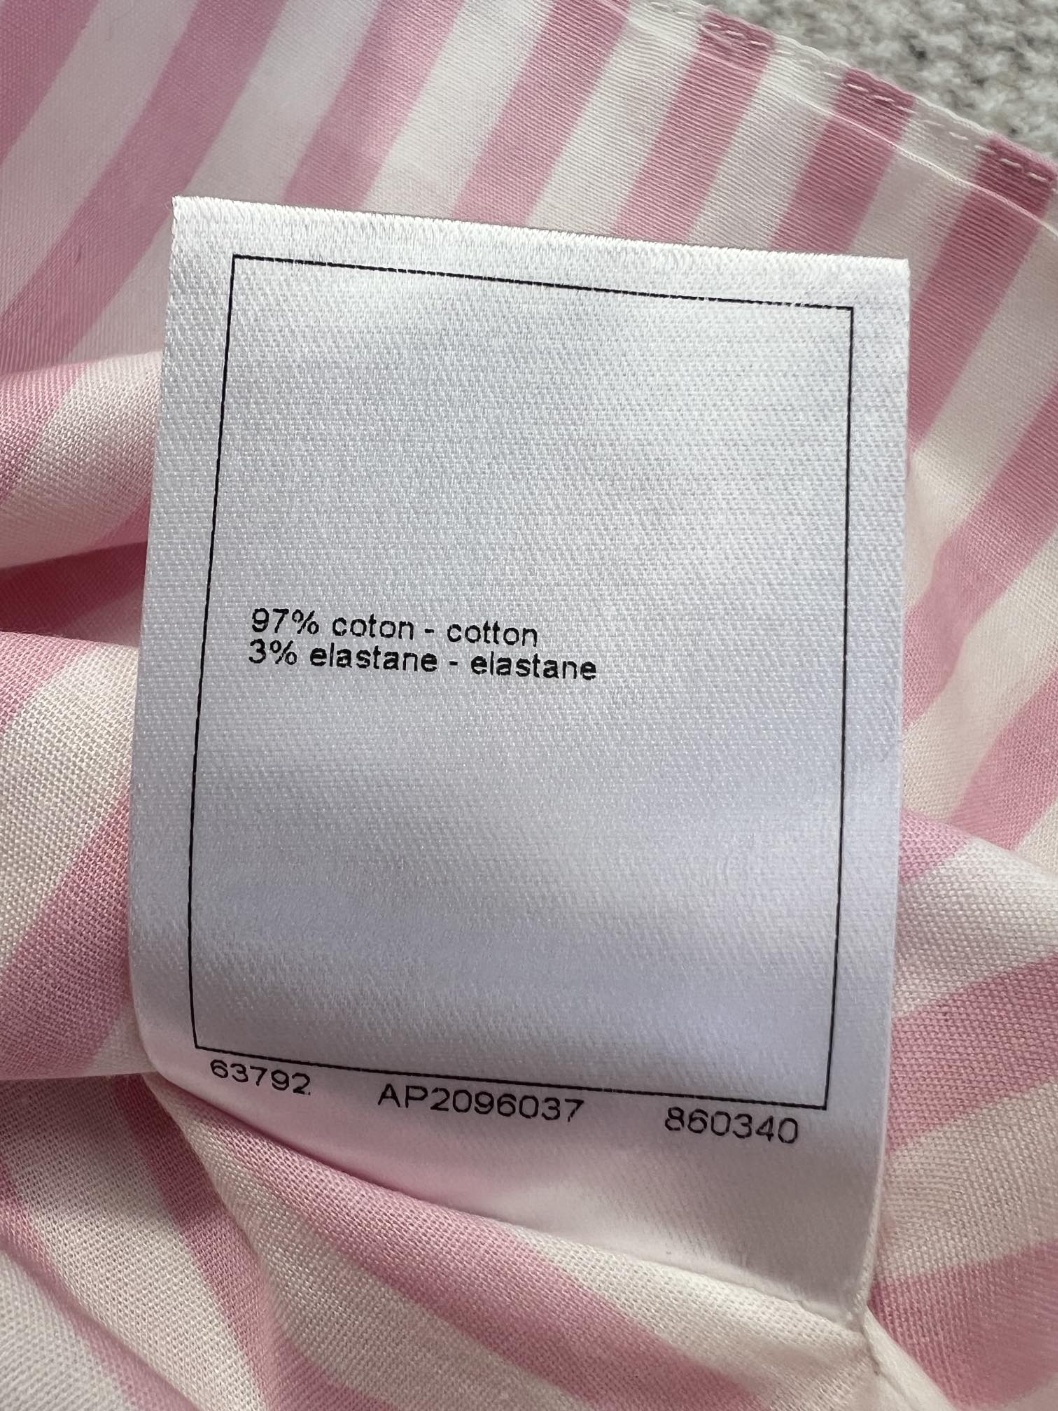 97% coton - cotton
3% elastane - elastane
63792 AP2096037 860340